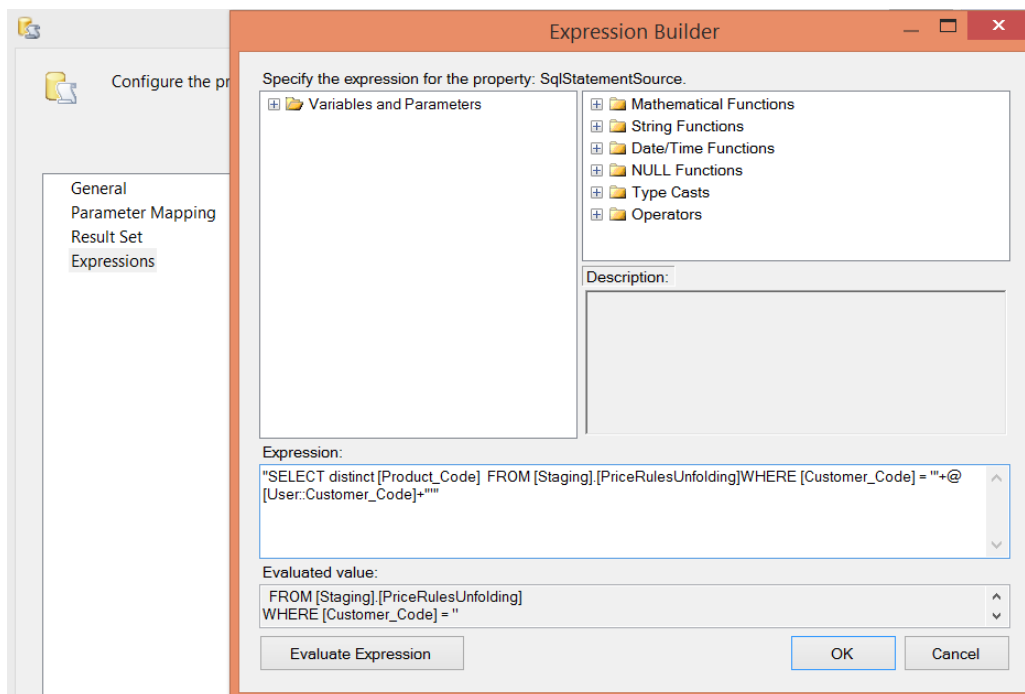 Expression Builder
Configure the pr
Specify the expression for the property: SqlStatementSource.
Variables and Parameters
Mathematical Functions
String Functions
Date/Time Functions
NULL Functions
Type Casts
Operators
General
Parameter Mapping
Result Set
Expressions
Description:
Expression:
"SELECT distinct [Product_Code]  FROM [Staging].[PriceRulesUnfolding]WHERE [Customer_Code] = '"+@
[User::Customer_Code]+"'"
Evaluated value:
FROM [Staging].[PriceRulesUnfolding]
WHERE [Customer_Code] = ''
Evaluate Expression
OK
Cancel